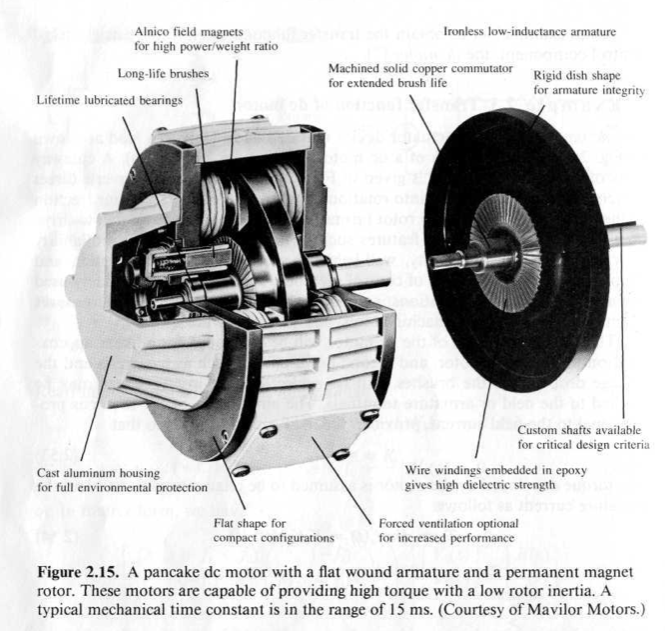 Alnico field magnets
for high power/weight ratio
Ironless low-inductance armature
Long-life brushes
Machined solid copper commutator
for extended brush life
Rigid dish shape
for armature integrity
Lifetime lubricated bearings
Custom shafts available
for critical design criteria
Cast aluminum housing
for full environmental protection
Wire windings embedded in epoxy
gives high dielectric strength
Flat shape for
compact configurations
Forced ventilation optional
for increased performance
Figure 2.15. A pancake dc motor with a flat wound armature and a permanent magnet
rotor. These motors are capable of providing high torque with a low rotor inertia. A
typical mechanical time constant is in the range of 15 ms. (Courtesy of Mavilor Motors.)